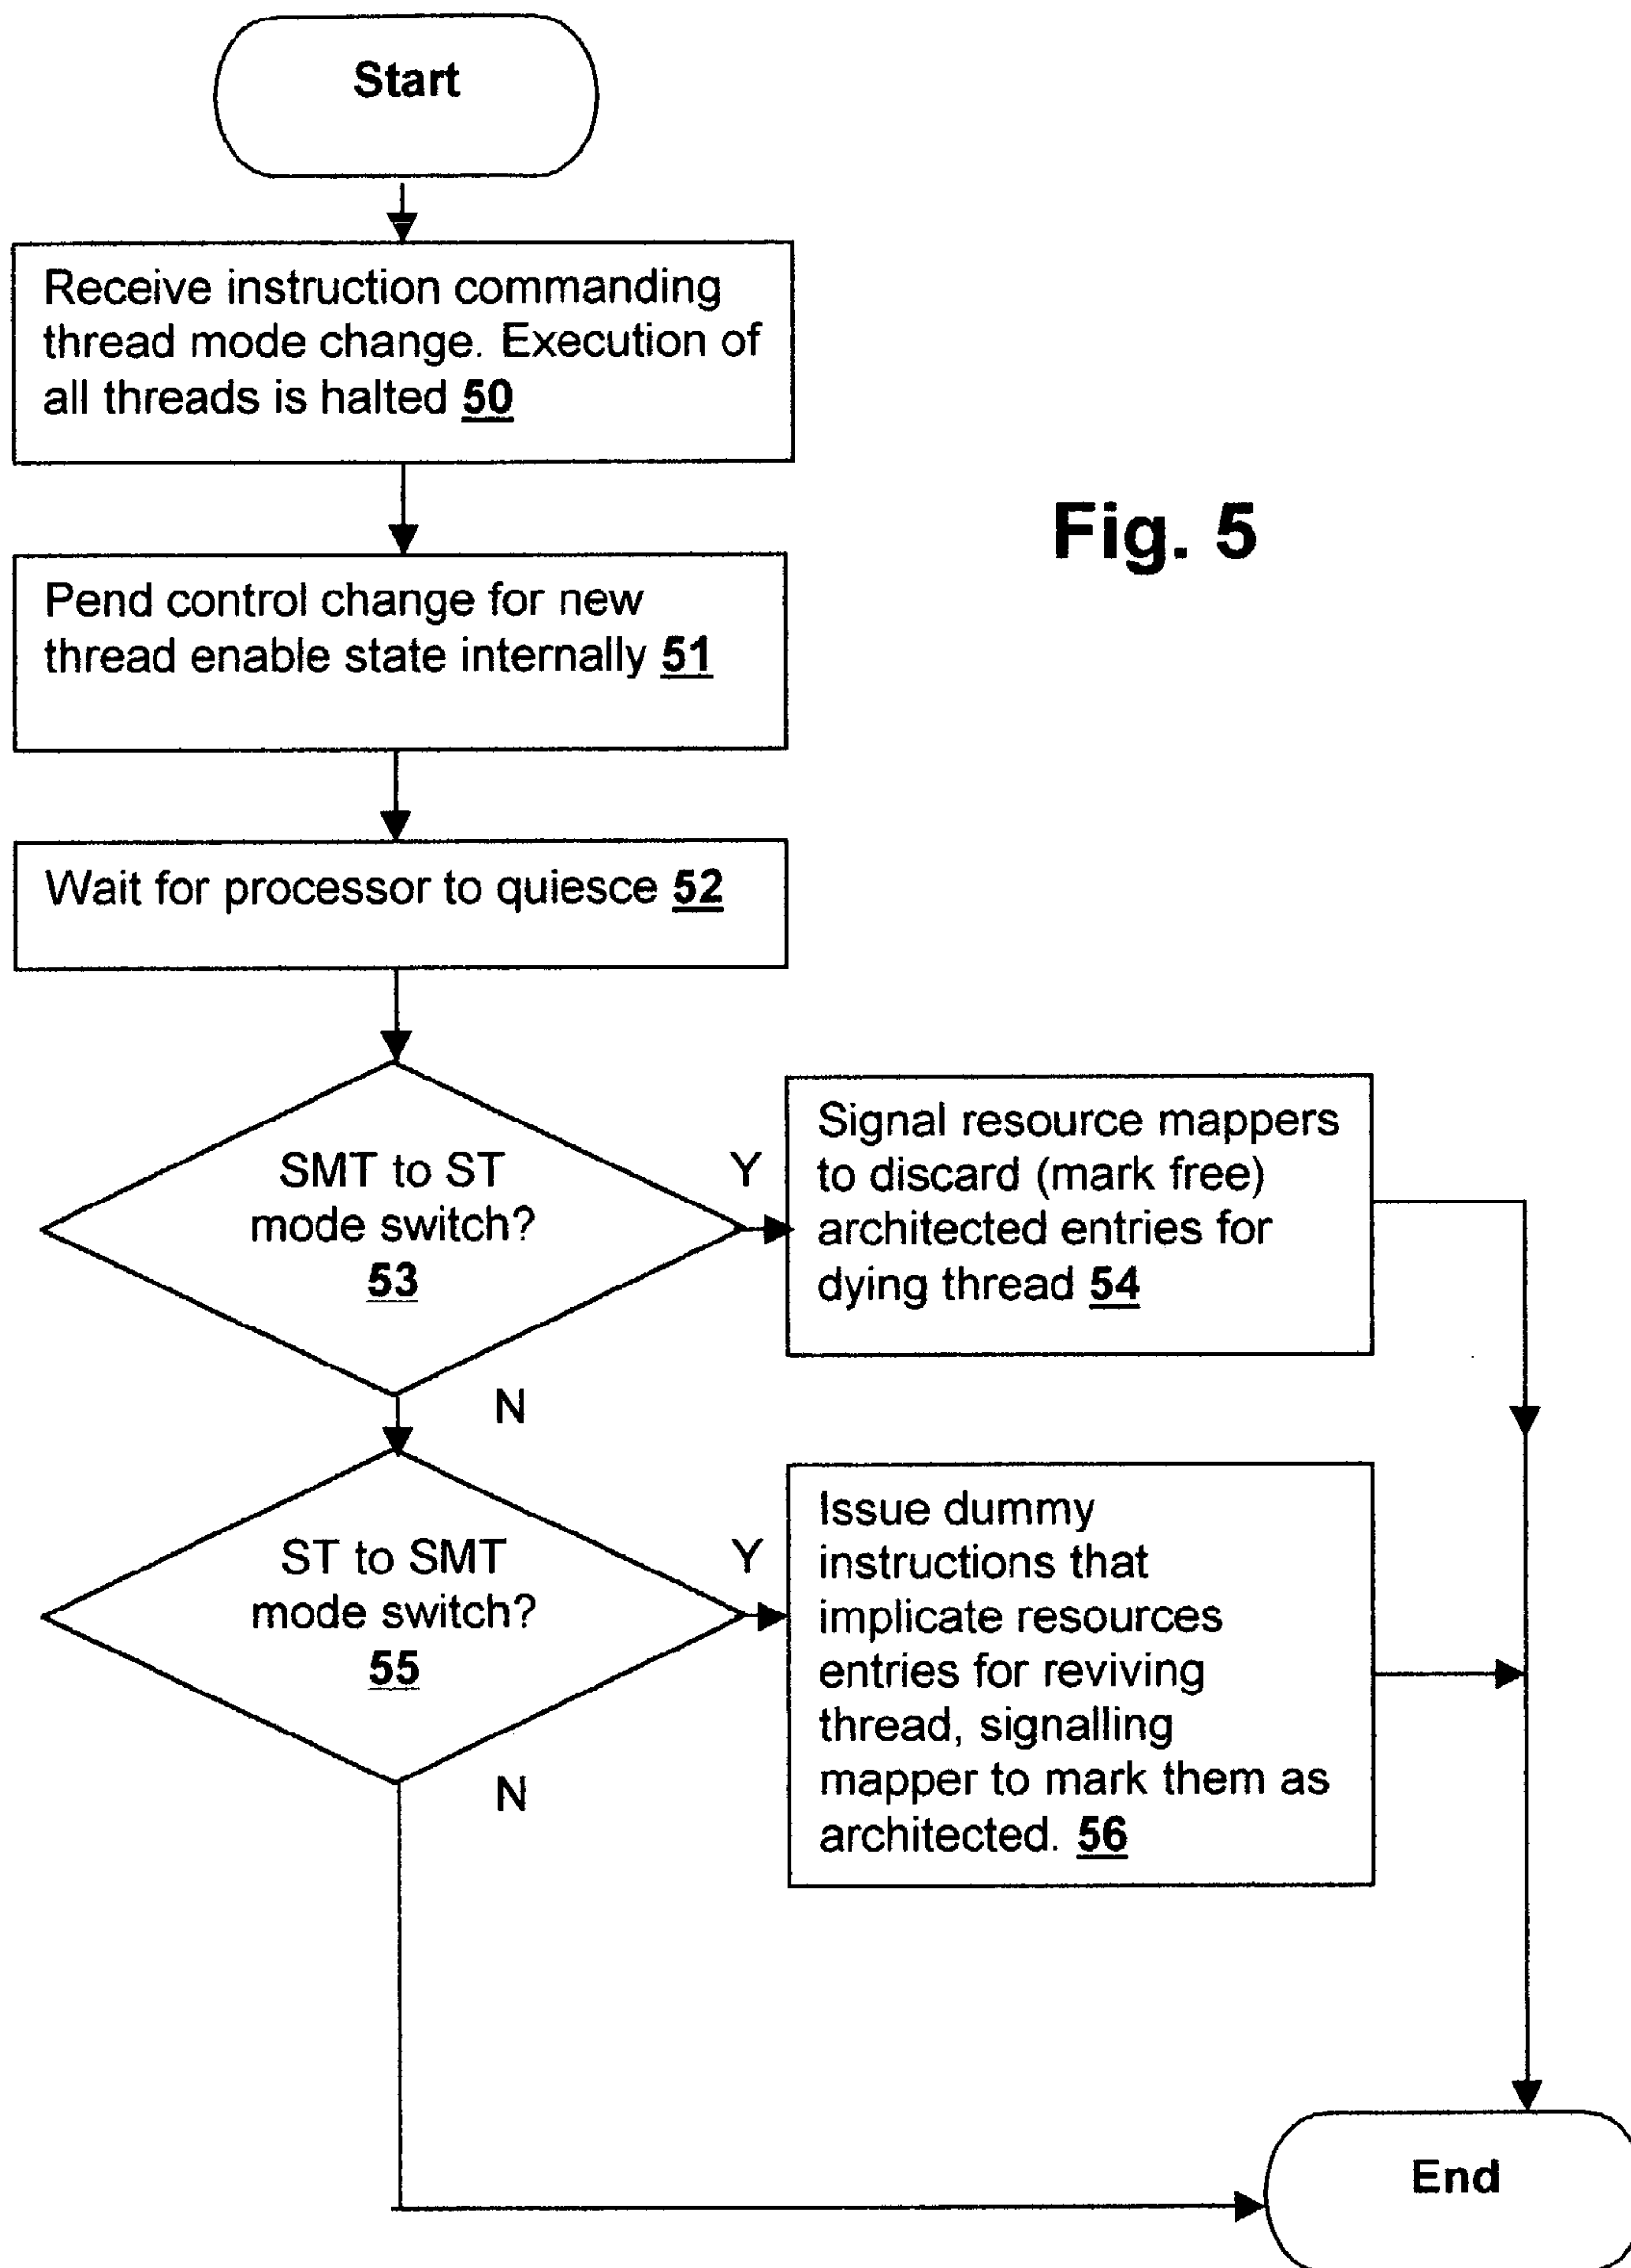 Start
Receive instruction commanding
thread mode change. Execution of
all threads is halted 50
Fig. 5
Pend control change for new
thread enable state internally 51
Wait for processor to quiesce 52
SMT to ST
mode switch?
53
Y
Signal resource mappers
to discard (mark free)
architected entries for
dying thread 54
N
ST to SMT
mode switch?
55
Y
Issue dummy
instructions that
implicate resources
entries for reviving
thread, signalling
mapper to mark them as
architected. 56
N
End